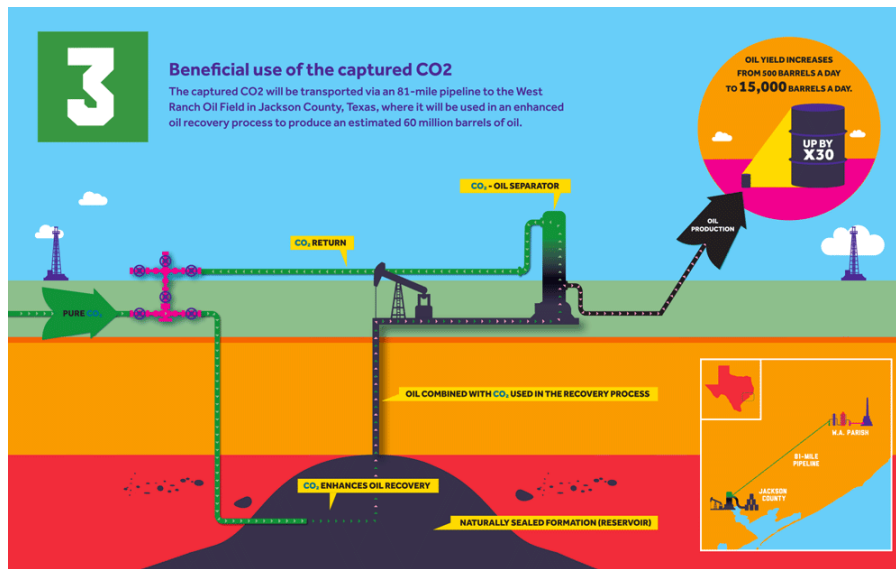 3
Beneficial use of the captured CO2
The captured CO2 will be transported via an 81-mile pipeline to the West
Ranch Oil Field in Jackson County, Texas, where it will be used in an enhanced
oil recovery process to produce an estimated 60 million barrels of oil.
OIL YIELD INCREASES
FROM 500 BARRELS A DAY
TO 15,000 BARRELS A DAY.
UP BY
X30
CO₂ - OIL SEPARATOR
OIL
PRODUCTION
CO₂ RETURN
PURE CO₂
OIL COMBINED WITH CO₂ USED IN THE RECOVERY PROCESS
W.A. PARISH
81-MILE
PIPELINE
JACKSON
COUNTY
CO₂ ENHANCES OIL RECOVERY
NATURALLY SEALED FORMATION (RESERVOIR)